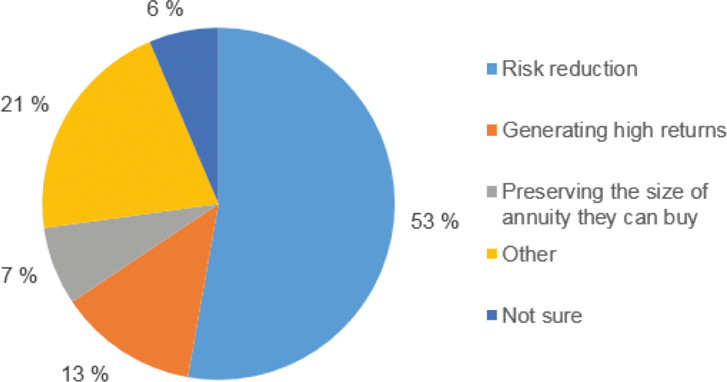 6 %
21 %
7 %
13 %
53 %
Risk reduction
Generating high returns
Preserving the size of
annuity they can buy
Other
Not sure